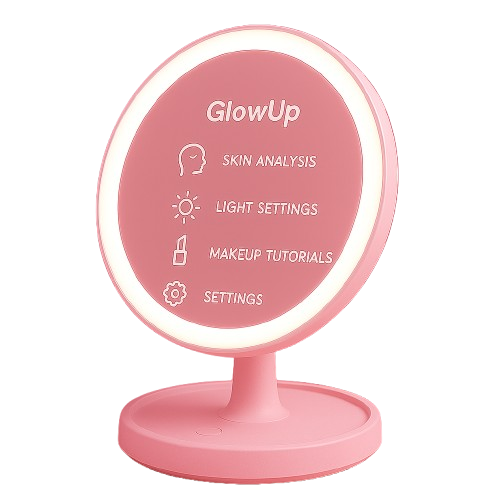 GlowUp
SKIN ANALYSIS
LIGHT SETTINGS
MAKEUP TUTORIALS
SETTINGS